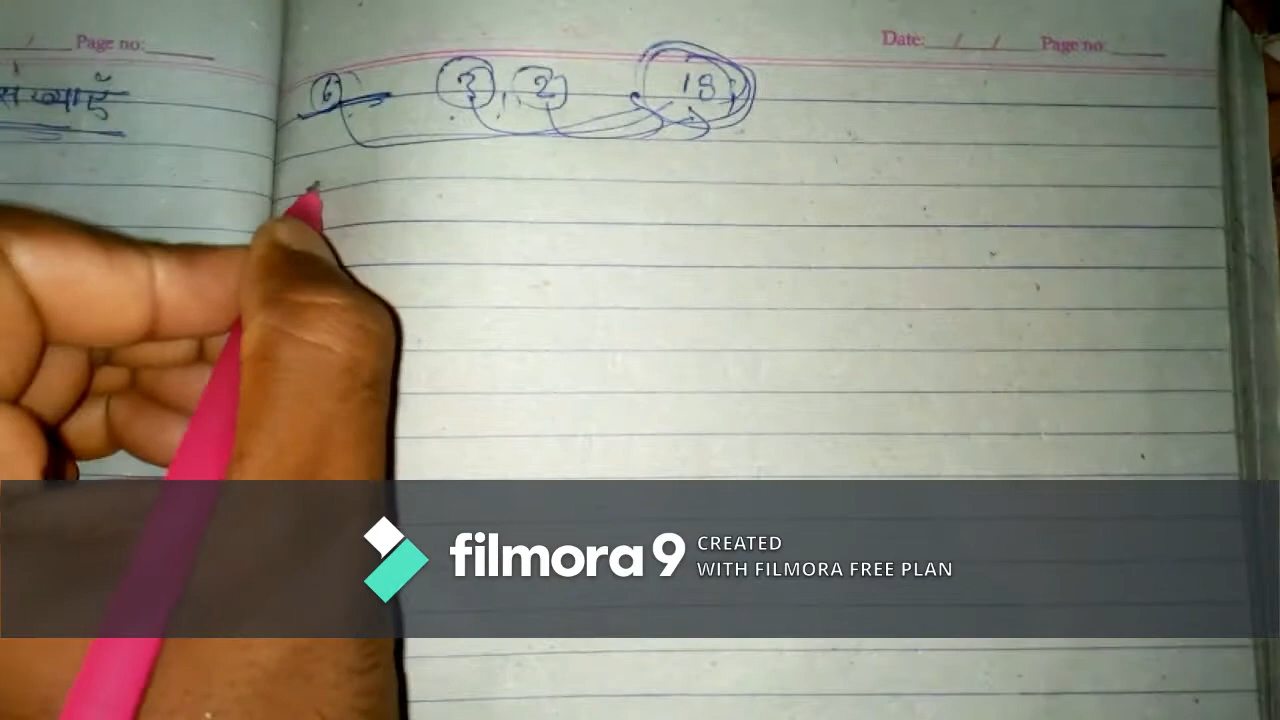 Page no:
Date: / / Page no:
संख्याएँ
6 3 , 2 18
filmora 9 CREATED
WITH FILMORA FREE PLAN